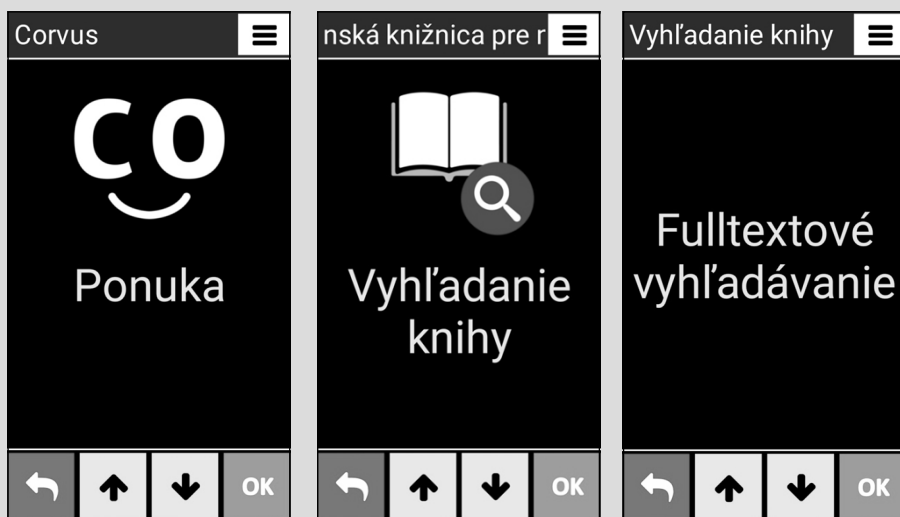 Corvus
co
Ponuka
OK
nská knižnica pre r
Vyhľadanie
knihy
OK
Vyhľadanie knihy
Fulltextové
vyhľadávanie
OK